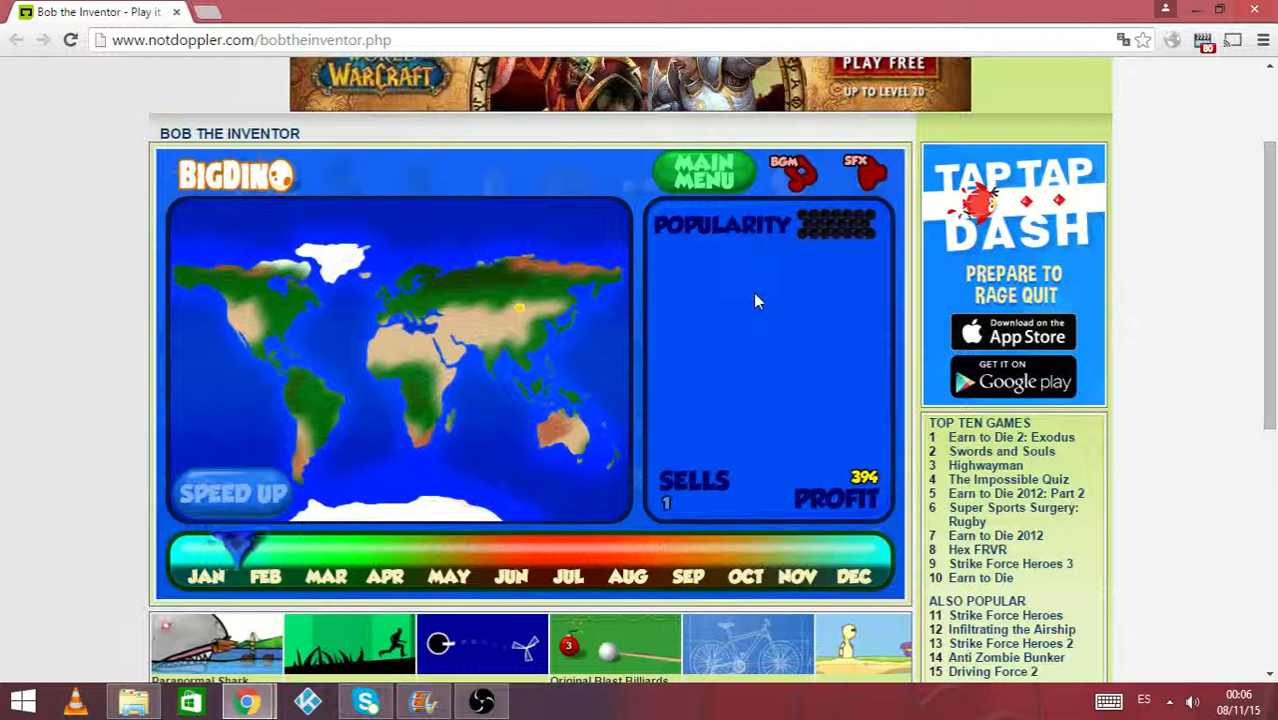 Bob the Inventor - Play it
www.notdoppler.com/bobtheinventor.php
80
WORLD
WARCRAFT
PLAY FREE
UP TO LEVEL 20
BOB THE INVENTOR
BIGDINO
MAIN
MENU
BGM
SFX
POPULARITY
SELLS
1
394
PROFIT
SPEED UP
JAN FEB MAR APR MAY JUN JUL AUG SEP OCT NOV DEC
TAP TAP
DASH
PREPARE TO
RAGE QUIT
Download on the
App Store
GET IT ON
Google play
TOP TEN GAMES
1 Earn to Die 2: Exodus
2 Swords and Souls
3 Highwayman
4 The Impossible Quiz
5 Earn to Die 2012: Part 2
6 Super Sports Surgery:
Rugby
7 Earn to Die 2012
8 Hex FRVR
9 Strike Force Heroes 3
10 Earn to Die
ALSO POPULAR
11 Strike Force Heroes
12 Infiltrating the Airship
13 Strike Force Heroes 2
14 Anti Zombie Bunker
15 Driving Force 2
3
Paranormal Shark
Original Blast Billiards
ES
00:06
08/11/15